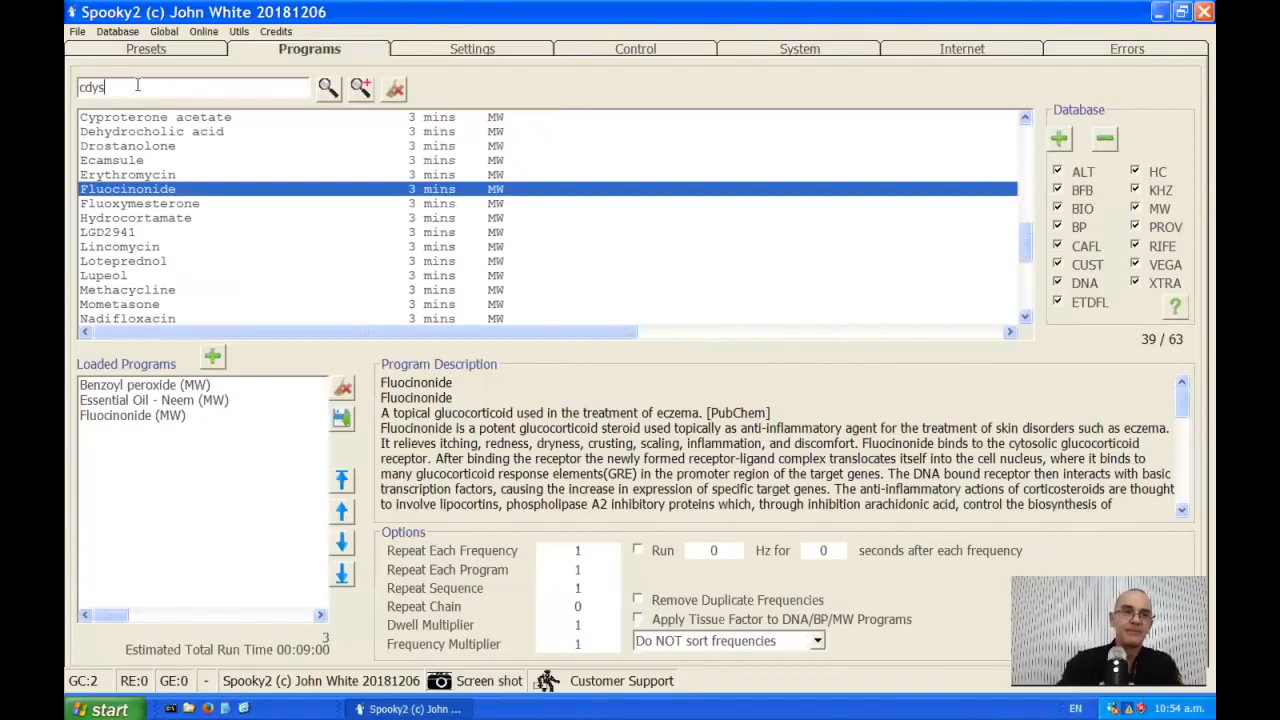 Spooky2 (c) John White 20181206
File Database Global Online Utils Credits
Presets Programs Settings Control System Internet Errors
cdys
Cyproterone acetate 3 mins MW
Dehydrocholic acid 3 mins MW
Drostanolone 3 mins MW
Ecamsule 3 mins MW
Erythromycin 3 mins MW
Fluocinonide 3 mins MW
Fluoxymesterone 3 mins MW
Hydrocortamate 3 mins MW
LGD2941 3 mins MW
Lincomycin 3 mins MW
Loteprednol 3 mins MW
Lupeol 3 mins MW
Methacycline 3 mins MW
Mometasone 3 mins MW
Nadifloxacin 3 mins MW
Database
ALT HC
BFB KHZ
BIO MW
BP PROV
CAFL RIFE
CUST VEGA
DNA XTRA
ETDFL
39 / 63
Loaded Programs
Benzoyl peroxide (MW)
Essential Oil - Neem (MW)
Fluocinonide (MW)
3
Estimated Total Run Time 00:09:00
Program Description
Fluocinonide
Fluocinonide
A topical glucocorticoid used in the treatment of eczema. [PubChem]
Fluocinonide is a potent glucocorticoid steroid used topically as anti-inflammatory agent for the treatment of skin disorders such as eczema.
It relieves itching, redness, dryness, crusting, scaling, inflammation, and discomfort. Fluocinonide binds to the cytosolic glucocorticoid
receptor. After binding the receptor the newly formed receptor-ligand complex translocates itself into the cell nucleus, where it binds to
many glucocorticoid response elements(GRE) in the promoter region of the target genes. The DNA bound receptor then interacts with basic
transcription factors, causing the increase in expression of specific target genes. The anti-inflammatory actions of corticosteroids are thought
to involve lipocortins, phospholipase A2 inhibitory proteins which, through inhibition arachidonic acid, control the biosynthesis of
Options
Repeat Each Frequency 1 Run 0 Hz for 0 seconds after each frequency
Repeat Each Program 1
Repeat Sequence 1
Repeat Chain 0 Remove Duplicate Frequencies
Dwell Multiplier 1 Apply Tissue Factor to DNA/BP/MW Programs
Frequency Multiplier 1 Do NOT sort frequencies
GC:2 RE:0 GE:0 - Spooky2 (c) John White 20181206 Screen shot Customer Support
start Spooky2 (c) John ... EN 10:54 a.m.